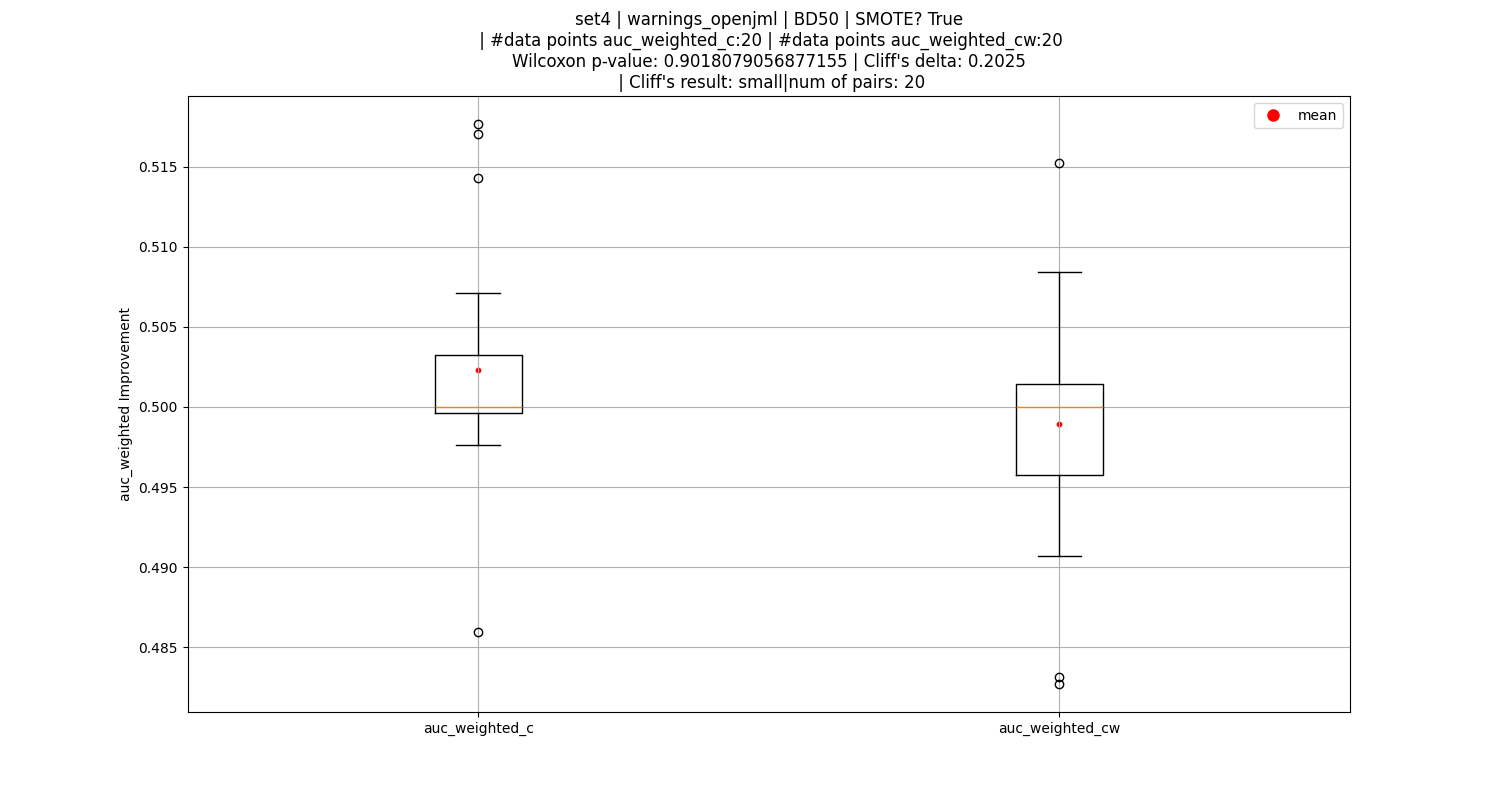 set4 | warnings_openjml | BD50 | SMOTE? True
| #data points auc_weighted_c:20 | #data points auc_weighted_cw:20
Wilcoxon p-value: 0.9018079056877155 | Cliff's delta: 0.2025
| Cliff's result: small|num of pairs: 20
mean
0.515
0.510
0.505
0.500
0.495
0.490
0.485
auc_weighted Improvement
auc_weighted_c
auc_weighted_cw